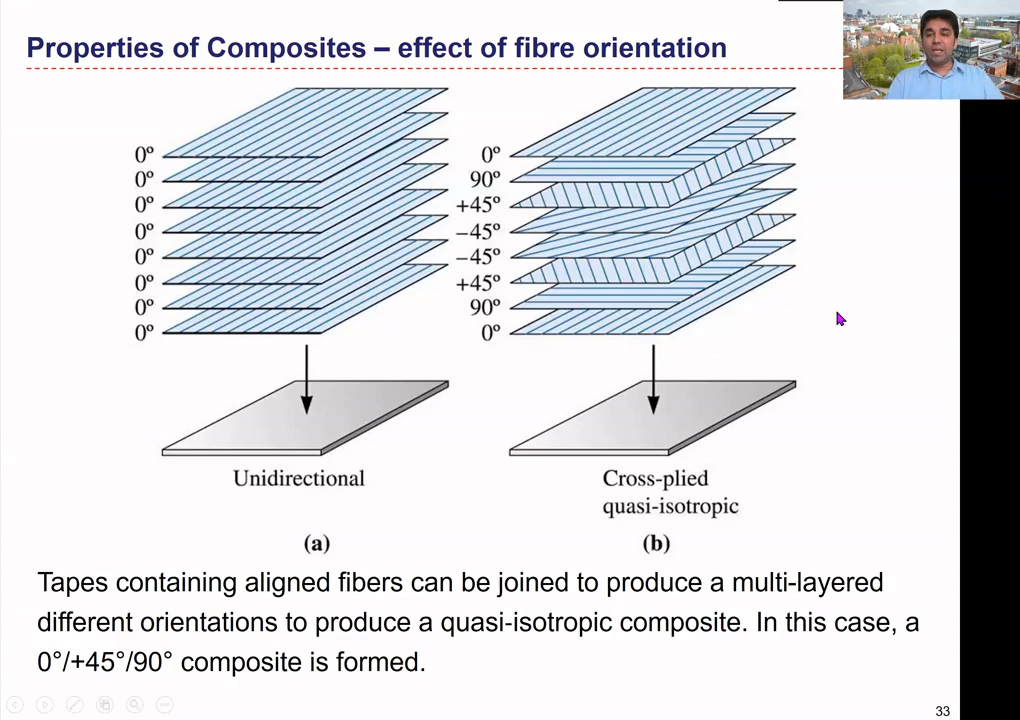 Properties of Composites – effect of fibre orientation
0º
0º
0º
0º
0º
0º
0º
0º
Unidirectional
(a)
0º
90º
+45º
–45º
–45º
+45º
90º
0º
Cross-plied
quasi-isotropic
(b)
Tapes containing aligned fibers can be joined to produce a multi-layered
different orientations to produce a quasi-isotropic composite. In this case, a
0°/+45°/90° composite is formed.
33